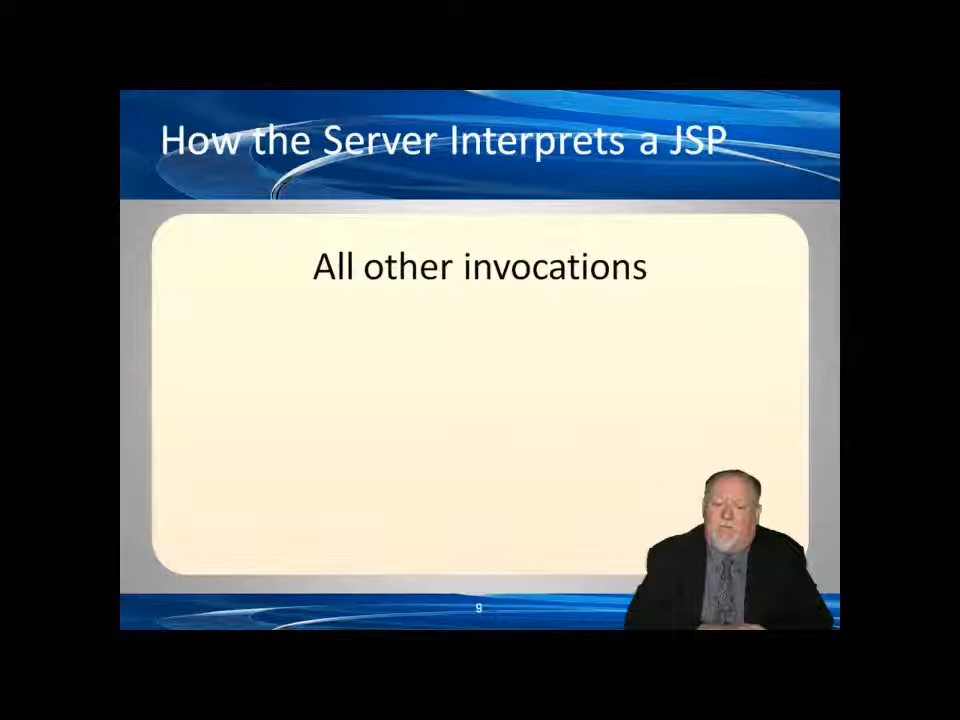 How the Server Interprets a JSP
All other invocations
9